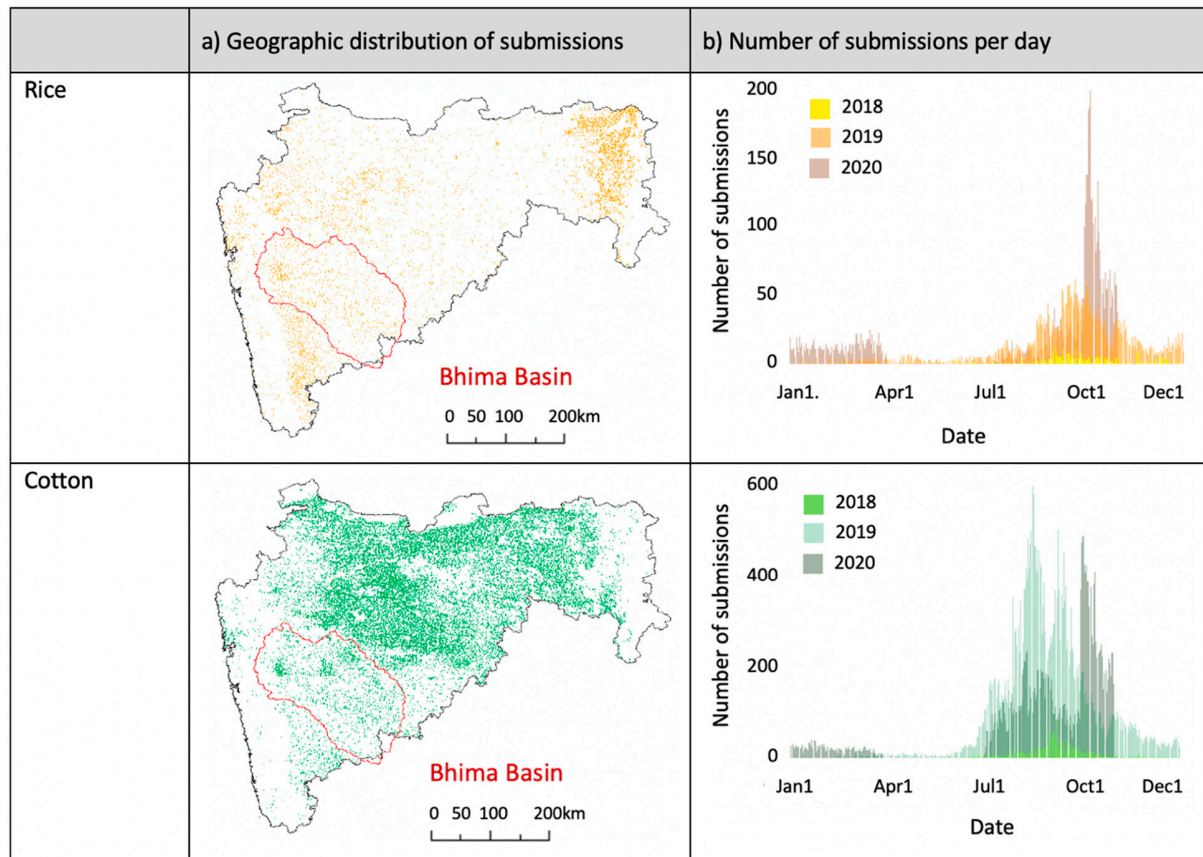 a) Geographic distribution of submissions
b) Number of submissions per day
Rice
Bhima Basin
0 50 100 200km
Number of submissions
200
150
100
50
0
2018
2019
2020
Jan1. Apr1 Jul1 Oct1 Dec1
Date
Cotton
Bhima Basin
0 50 100 200km
Number of submissions
600
400
200
0
2018
2019
2020
Jan1 Apr1 Jul1 Oct1 Dec1
Date